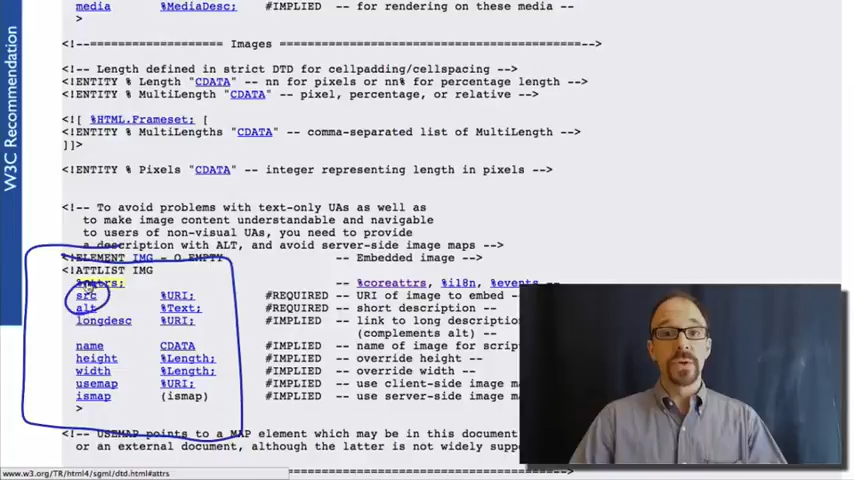 W3C Recommendation
media %MediaDesc; #IMPLIED -- for rendering on these media --
>
<!--=================== Images ===========================================-->
<!-- Length defined in strict DTD for cellpadding/cellspacing -->
<!ENTITY % Length "CDATA" -- nn for pixels or nn% for percentage length -->
<!ENTITY % MultiLength "CDATA" -- pixel, percentage, or relative -->
<![ %HTML.Frameset; [
<!ENTITY % MultiLengths "CDATA" -- comma-separated list of MultiLength -->
]]>
<!ENTITY % Pixels "CDATA" -- integer representing length in pixels -->
<!-- To avoid problems with text-only UAs as well as
to make image content understandable and navigable
to users of non-visual UAs, you need to provide
a description with ALT, and avoid server-side image maps -->
<!ELEMENT IMG - O EMPTY -- Embedded image -->
<!ATTLIST IMG
%attrs; -- %coreattrs, %i18n, %events
src %URI; #REQUIRED -- URI of image to embed --
alt %Text; #REQUIRED -- short description --
longdesc %URI; #IMPLIED -- link to long description
(complements alt)
name CDATA #IMPLIED -- name of image for
height %Length; #IMPLIED -- override height --
width %Length; #IMPLIED -- override width --
usemap %URI; #IMPLIED -- use client-side image
ismap (ismap) #IMPLIED -- use server-side image
>
<!-- USEMAP points to a MAP element which may be in this document
or an external document, although the latter is not widely
www.w3.org/TR/html4/sgml/dtd.html#attrs